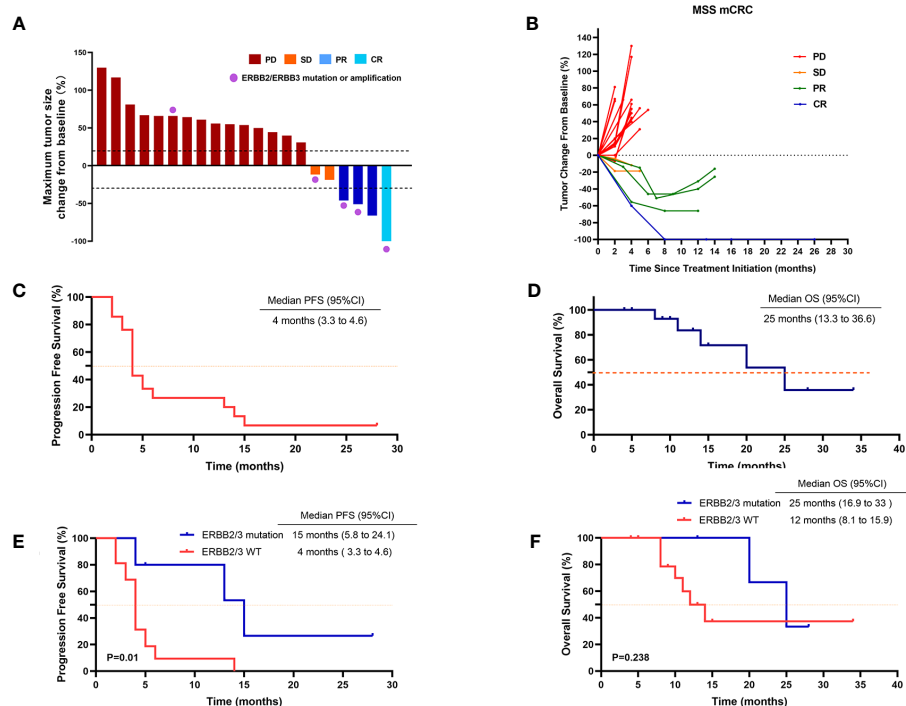 A
150
100
50
0
-50
-100
Maximum tumor size
change from baseline (%)
PD SD PR CR
ERBB2/ERBB3 mutation or amplification
B
MSS mCRC
140
120
100
80
60
40
20
0
-20
-40
-60
-80
-100
Tumor Change From Baseline (%)
0 2 4 6 8 10 12 14 16 18 20 22 24 26 28 30
Time Since Treatment Initiation (months)
PD
SD
PR
CR
C
100
80
60
40
20
0
Progression Free Survival (%)
Median PFS (95%CI)
4 months (3.3 to 4.6)
0 5 10 15 20 25 30
Time (months)
D
100
80
60
40
20
0
Overall Survival (%)
Median OS (95%CI)
25 months (13.3 to 36.6)
0 5 10 15 20 25 30 35 40
Time (months)
E
Median PFS (95%CI)
ERBB2/3 mutation 15 months (5.8 to 24.1)
ERBB2/3 WT 4 months ( 3.3 to 4.6)
100
80
60
40
20
0
Progression Free Survival (%)
P=0.01
0 5 10 15 20 25 30
Time (months)
F
Median OS (95%CI)
ERBB2/3 mutation 25 months (16.9 to 33 )
ERBB2/3 WT 12 months (8.1 to 15.9)
100
80
60
40
20
0
Overall Survival (%)
P=0.238
0 5 10 15 20 25 30 35 40
Time (months)